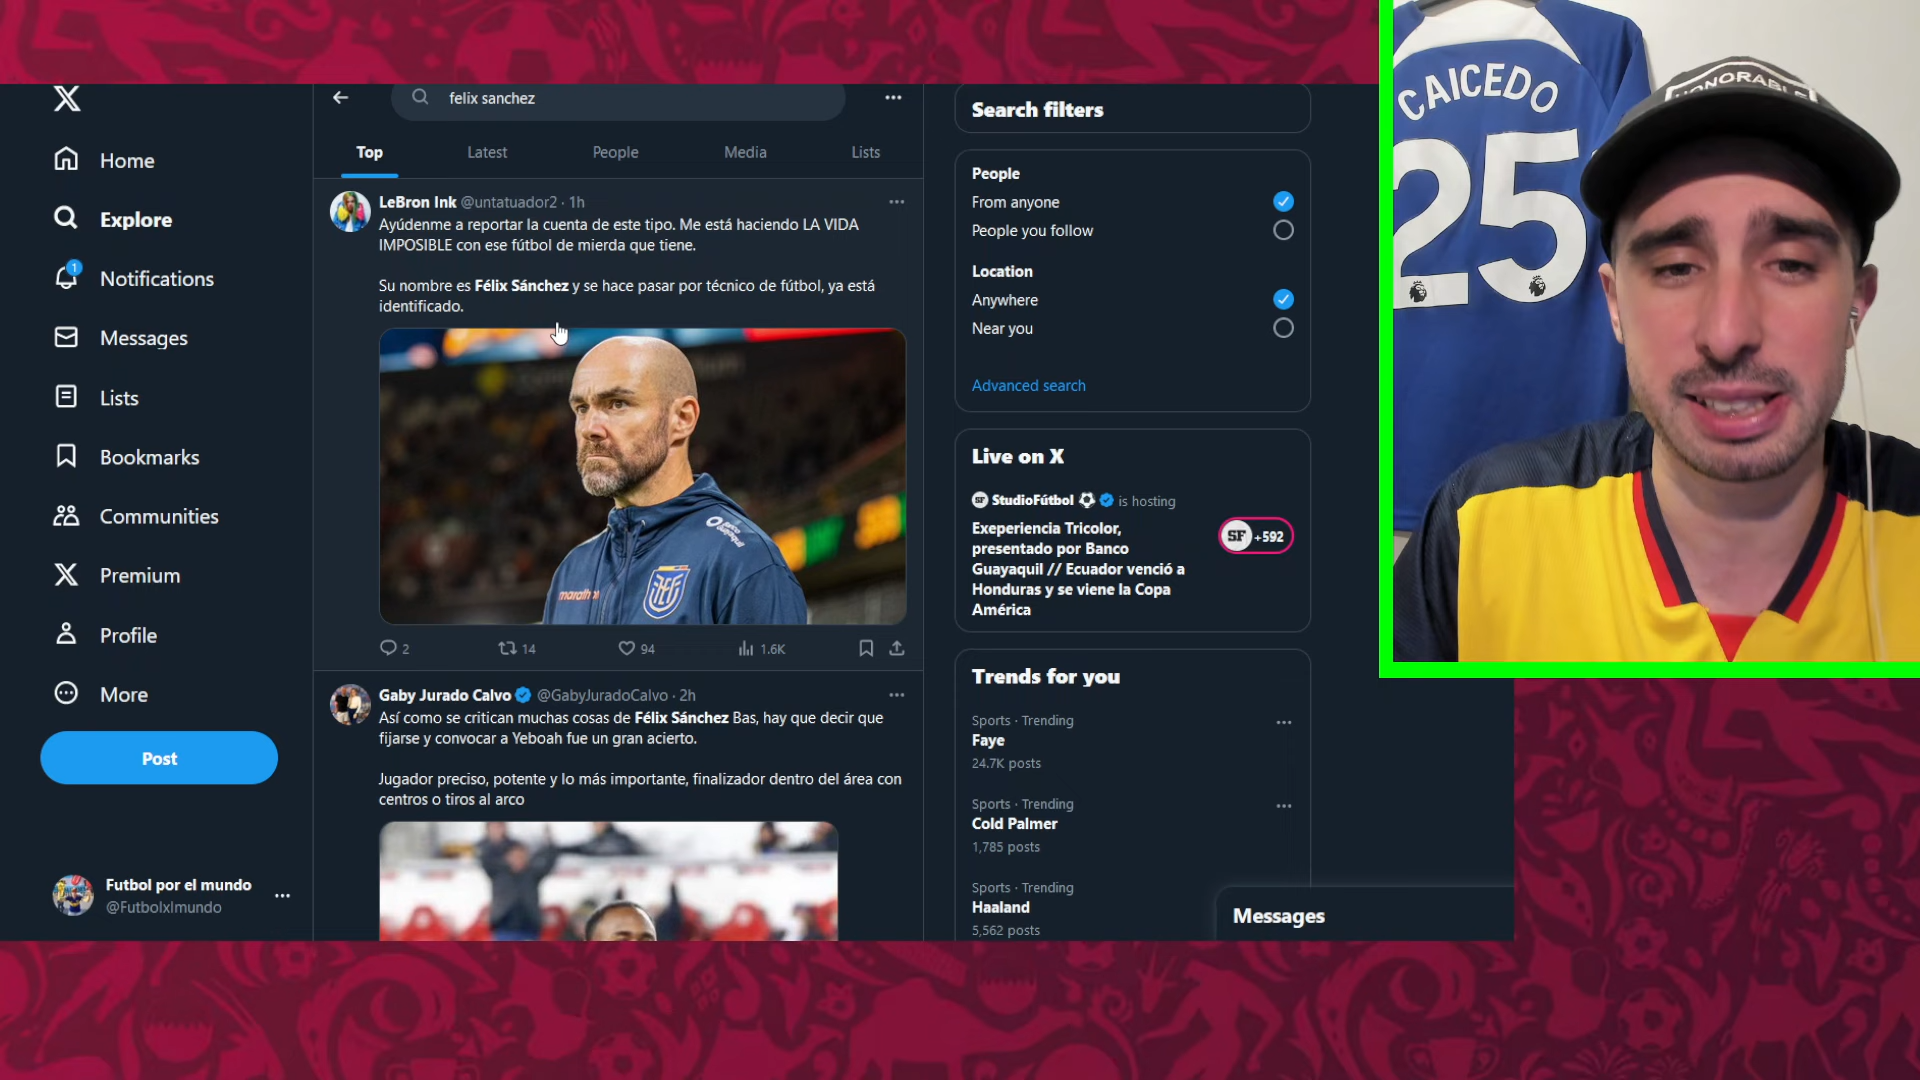 felix sanchez
Top
Latest
People
Media
Lists
Home
Explore
1
Notifications
Messages
Lists
Bookmarks
Communities
Premium
Profile
More
Post
Futbol por el mundo
@Futbolxlmundo
LeBron Ink @untatuador2 · 1h
Ayúdenme a reportar la cuenta de este tipo. Me está haciendo LA VIDA
IMPOSIBLE con ese fútbol de mierda que tiene.
Su nombre es Félix Sánchez y se hace pasar por técnico de fútbol, ya está
identificado.
Banco
Guayaquil
marathon
FEF
2
14
94
1.6K
Gaby Jurado Calvo @GabyJuradoCalvo · 2h
Así como se critican muchas cosas de Félix Sánchez Bas, hay que decir que
fijarse y convocar a Yeboah fue un gran acierto.
Jugador preciso, potente y lo más importante, finalizador dentro del área con
centros o tiros al arco
Search filters
People
From anyone
People you follow
Location
Anywhere
Near you
Advanced search
Live on X
SF StudioFútbol is hosting
Exeperiencia Tricolor,
presentado por Banco
Guayaquil // Ecuador venció a
Honduras y se viene la Copa
América
SF +592
Trends for you
Sports · Trending
Faye
24.7K posts
Sports · Trending
Cold Palmer
1,785 posts
Sports · Trending
Haaland
5,562 posts
Messages
CAICEDO
25
HONORABLE